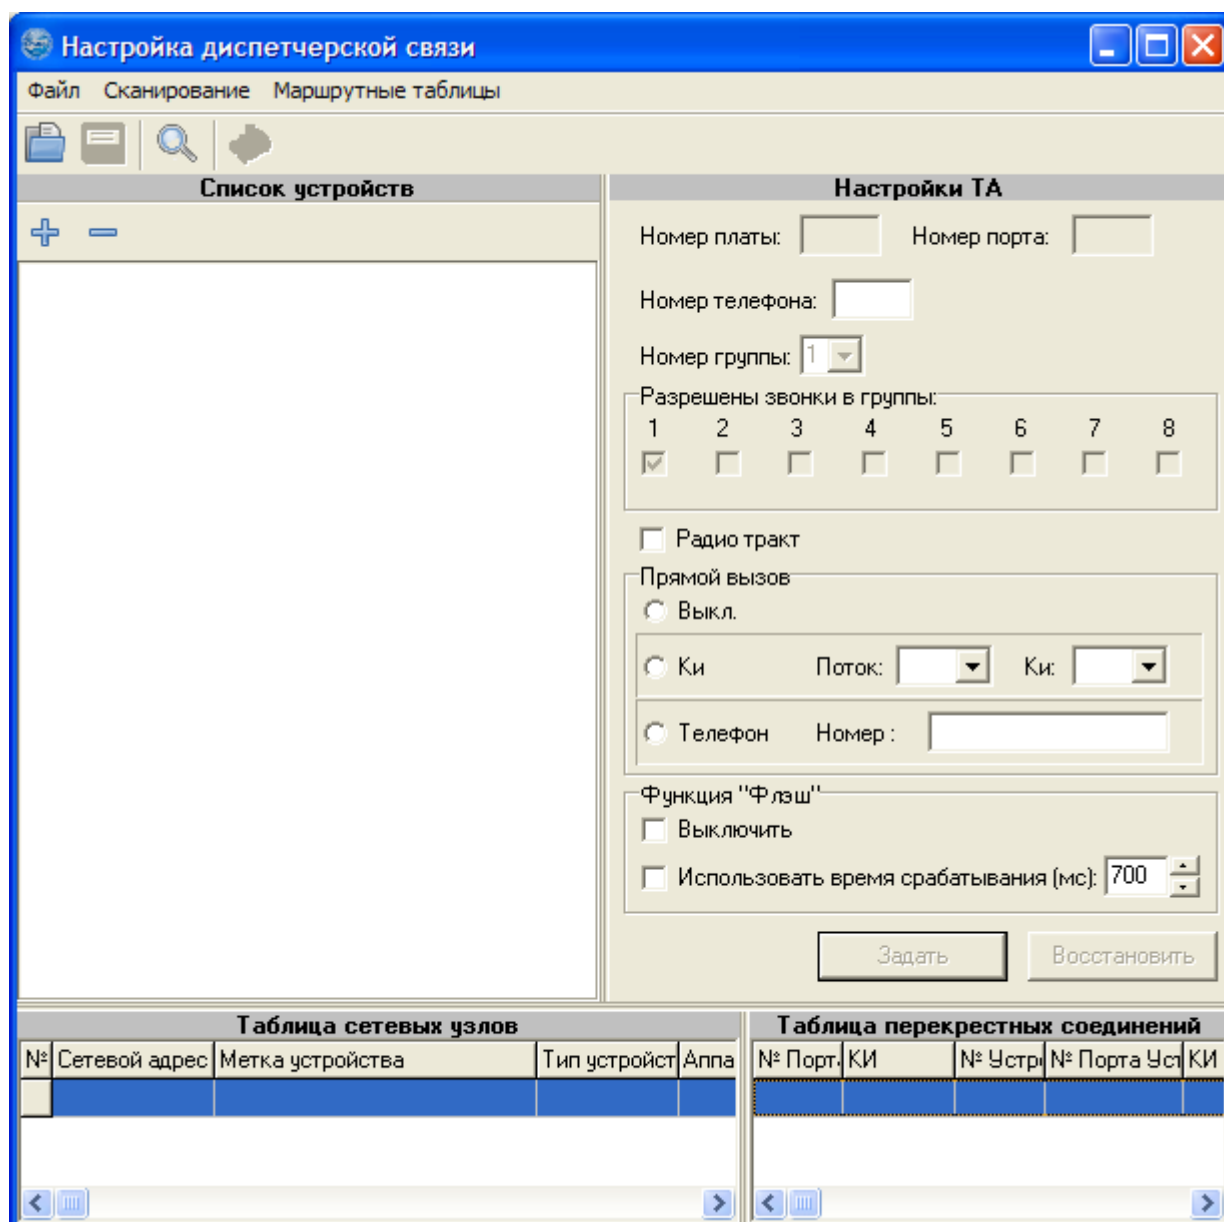 Настройка диспетчерской связи
Файл Сканирование Маршрутные таблицы
Список устройств
Настройки ТА
Номер платы: Номер порта:
Номер телефона:
Номер группы: 1
Разрешены звонки в группы:
1 2 3 4 5 6 7 8
Радио тракт
Прямой вызов
Выкл.
Ки Поток: Ки:
Телефон Номер :
Функция "Флэш"
Выключить
Использовать время срабатывания (мс): 700
Задать Восстановить
Таблица сетевых узлов
№ Сетевой адрес Метка устройства Тип устройст Аппа
Таблица перекрестных соединений
№ Порт КИ № Устр № Порта Уст КИ